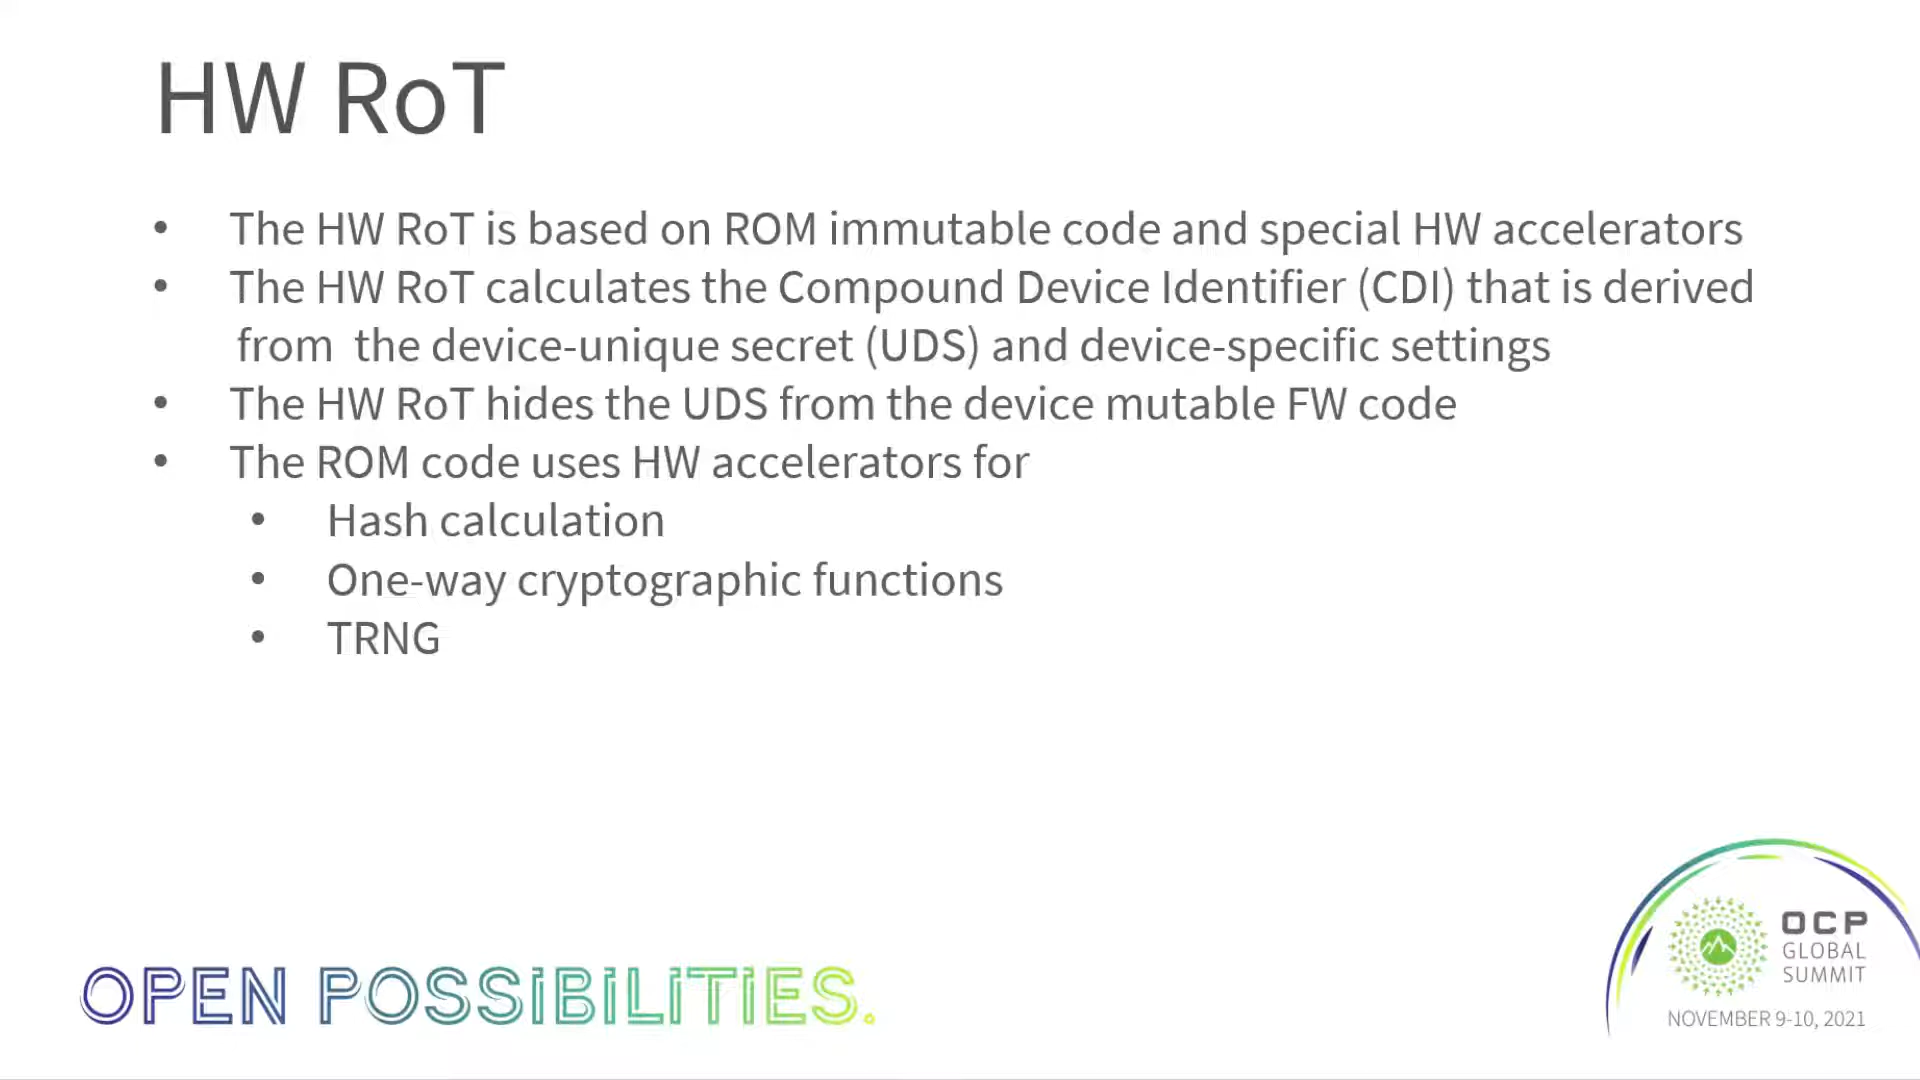 HW RoT
• The HW RoT is based on ROM immutable code and special HW accelerators
• The HW RoT calculates the Compound Device Identifier (CDI) that is derived
from the device-unique secret (UDS) and device-specific settings
• The HW RoT hides the UDS from the device mutable FW code
• The ROM code uses HW accelerators for
• Hash calculation
• One-way cryptographic functions
• TRNG
OPEN POSSIBILITIES.
OCP
GLOBAL
SUMMIT
NOVEMBER 9-10, 2021